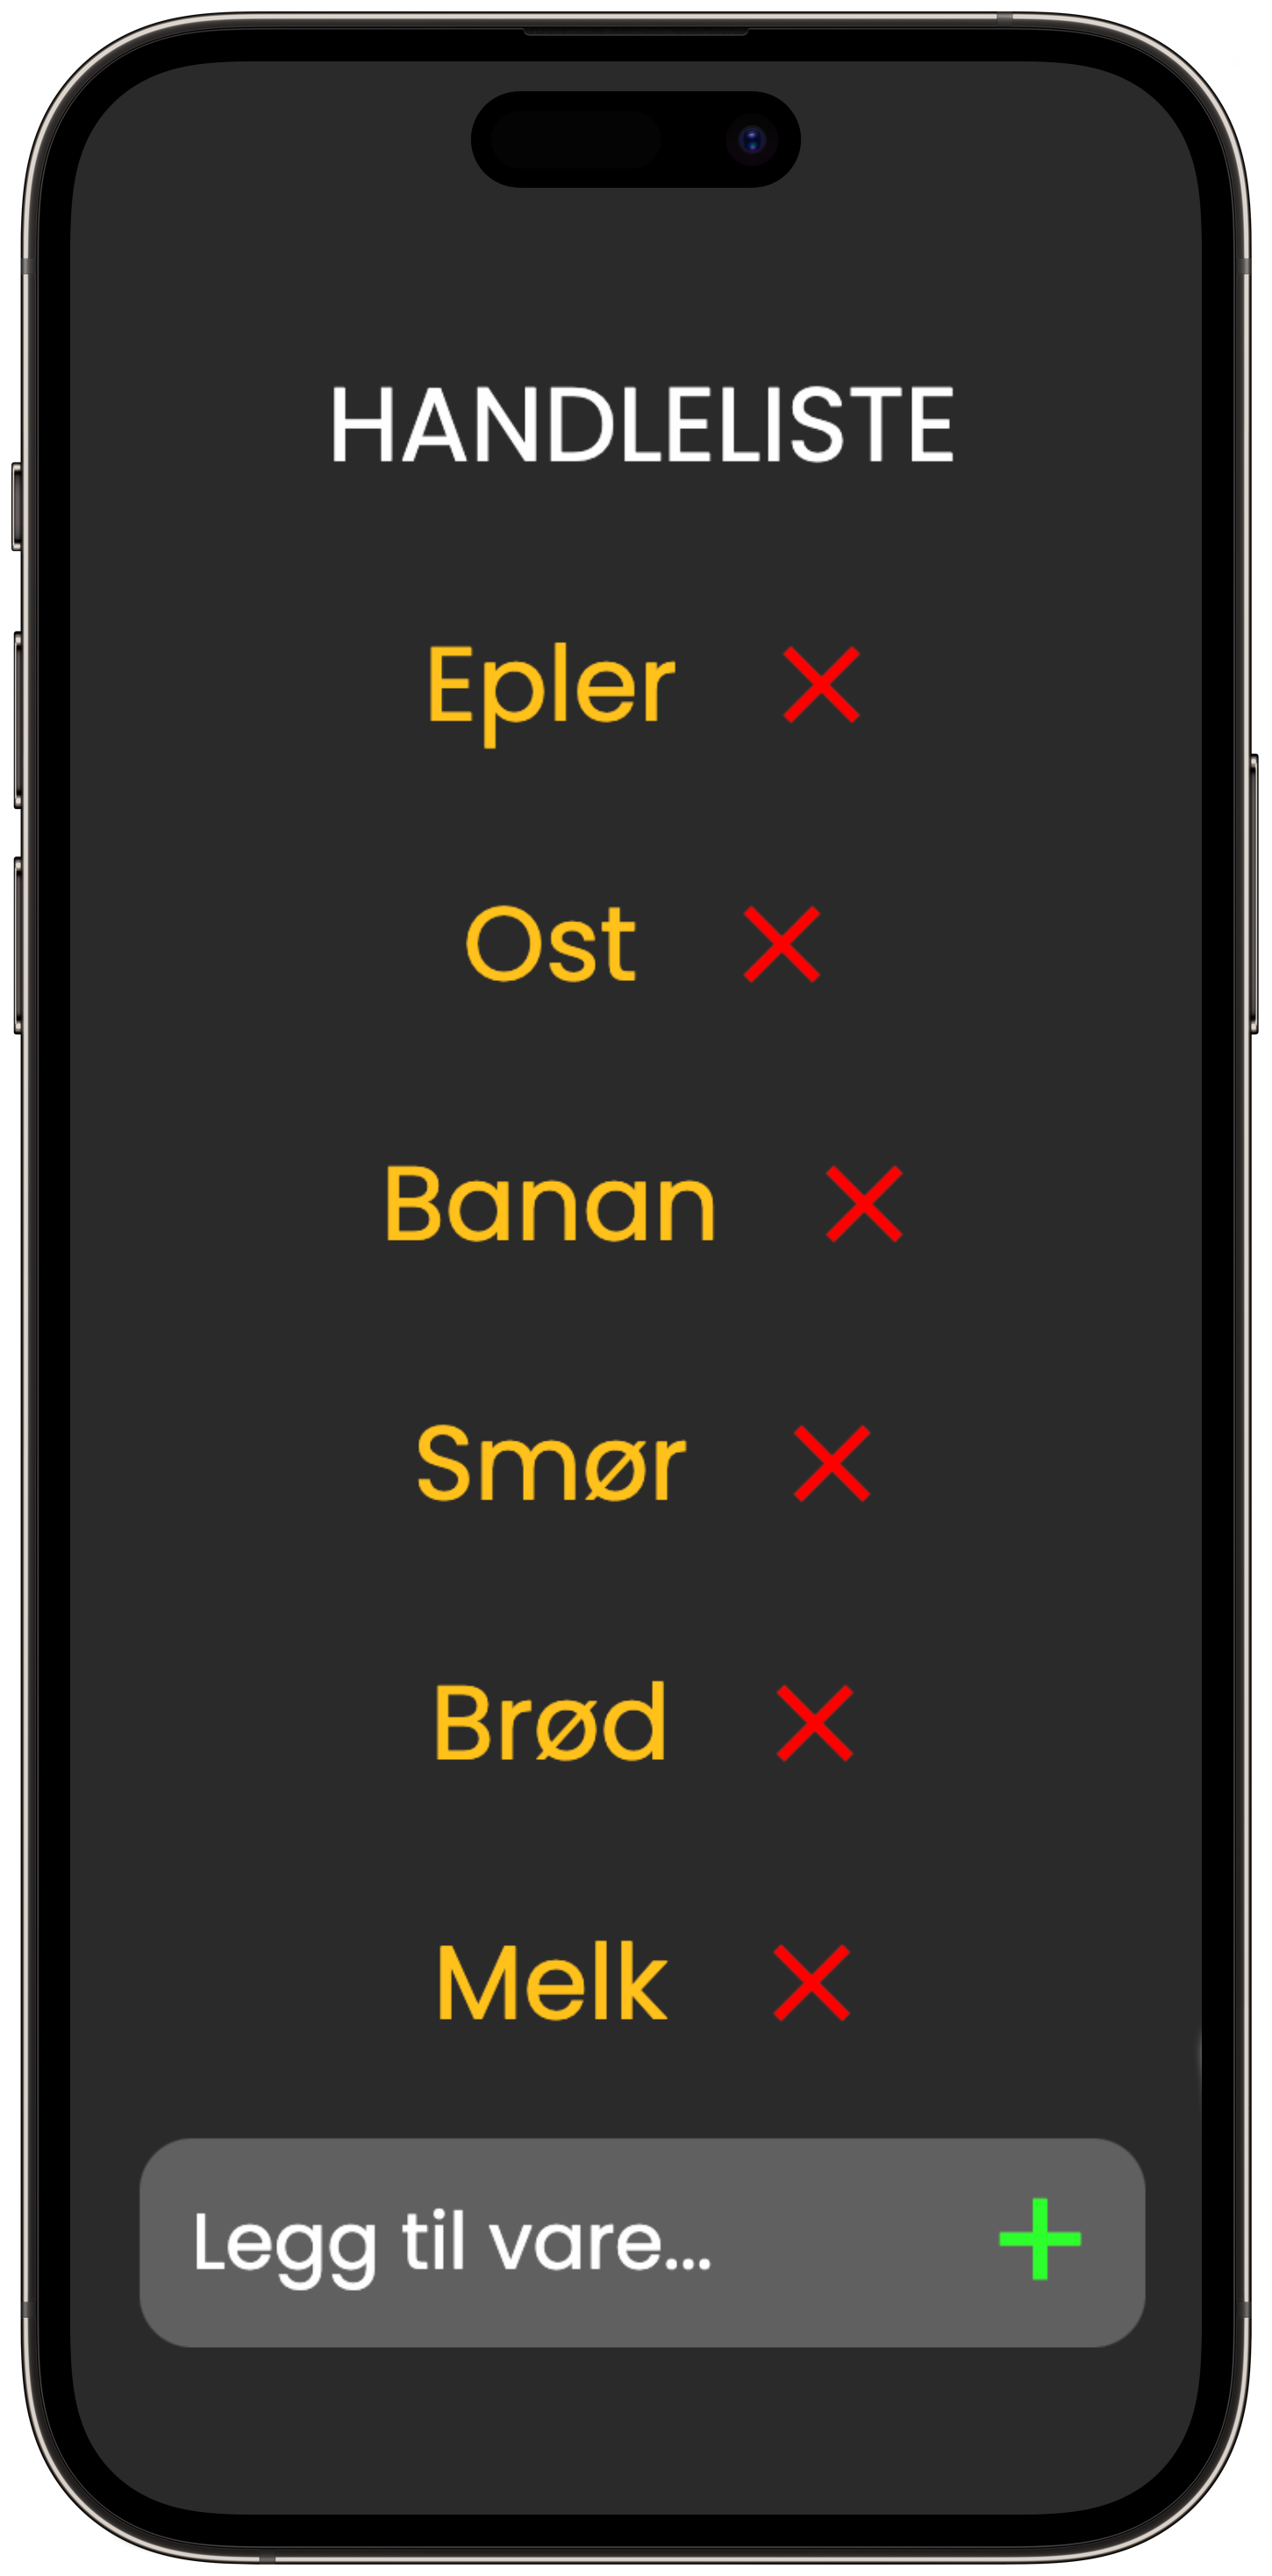 HANDLELISTE
Epler
Ost
Banan
Smør
Brød
Melk
Legg til vare...